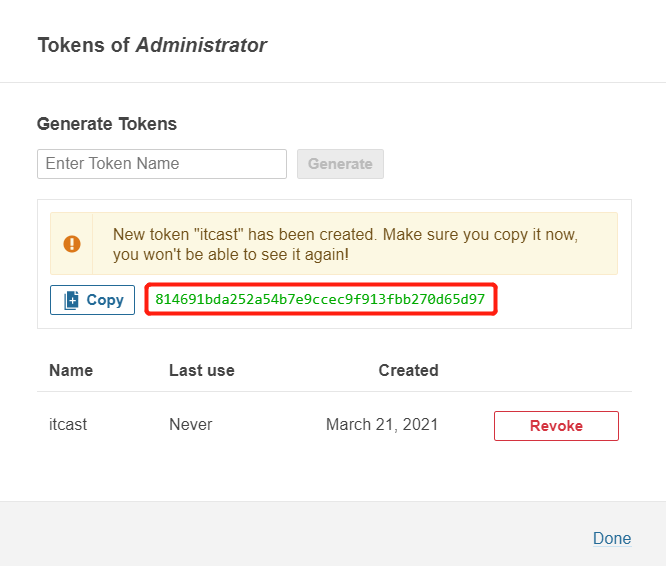 Tokens of Administrator
Generate Tokens
Enter Token Name
Generate
New token "itcast" has been created. Make sure you copy it now,
you won't be able to see it again!
Copy
814691bda252a54b7e9ccec9f913fbb270d65d97
Name Last use Created
itcast Never March 21, 2021 Revoke
Done